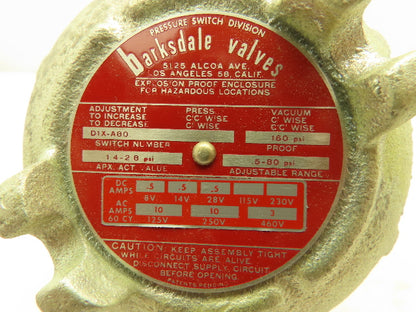 PRESSURE SWITCH DIVISION
barksdale valves
5125 ALCOA AVE.
LOS ANGELES 58, CALIF.
EXPLOSION PROOF ENCLOSURE
FOR HAZARDOUS LOCATIONS
ADJUSTMENT PRESS. VACUUM
TO INCREASE C'C' WISE C' WISE
TO DECREASE C' WISE C'C' WISE
D1X-A80 160 psi
SWITCH NUMBER PROOF
14-28 psi 5-80 psi
APX. ACT. VALUE ADJUSTABLE RANGE
DC AMPS .5 .5 .5
6V 14V 28V 115V 230V
AC AMPS 10 10 3
60 CY. 125V 250V 460V
CAUTION: KEEP ASSEMBLY TIGHT
WHILE CIRCUITS ARE ALIVE.
DISCONNECT SUPPLY CIRCUIT
BEFORE OPENING.
PATENTS PENDING